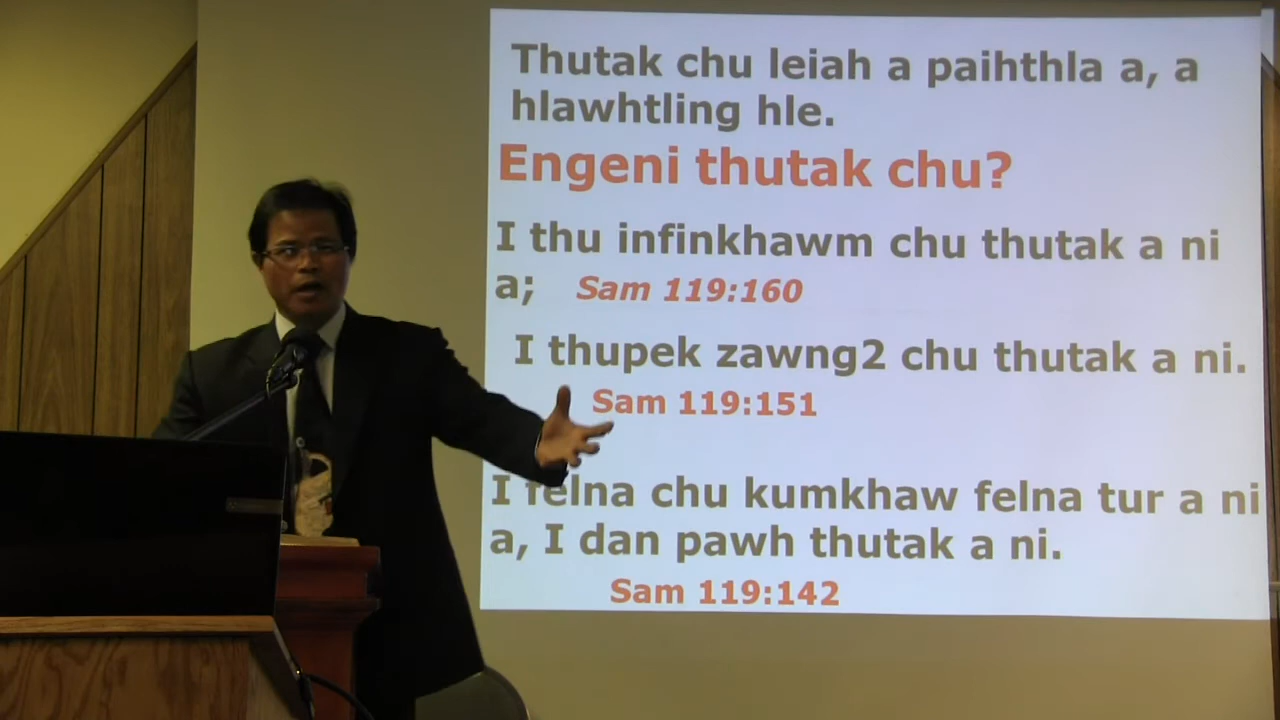 Thutak chu leiah a paihthla a, a
hlawhtling hle.
Engeni thutak chu?
I thu infinkhawm chu thutak a ni
a; Sam 119:160
I thupek zawng2 chu thutak a ni.
Sam 119:151
I felna chu kumkhaw felna tur a ni
a, I dan pawh thutak a ni.
Sam 119:142